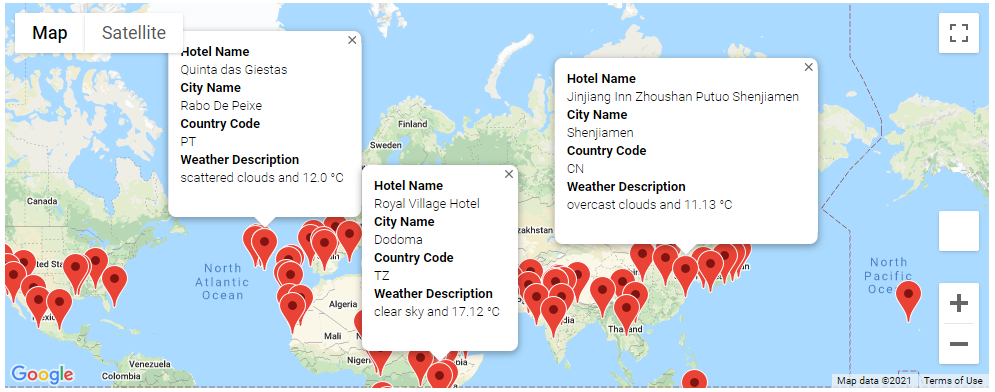 Map
Satellite
×
Hotel Name
Quinta das Giestas
City Name
Rabo De Peixe
Country Code
PT
Weather Description
scattered clouds and 12.0 °C
×
Hotel Name
Jinjiang Inn Zhoushan Putuo Shenjiamen
City Name
Shenjiamen
Country Code
CN
Weather Description
overcast clouds and 11.13 °C
×
Hotel Name
Royal Village Hotel
City Name
Dodoma
Country Code
TZ
Weather Description
clear sky and 17.12 °C
Finland
Sweden
Canada
North
Atlantic
Ocean
Algeria
Mali
Thailand
Venezuela
Colombia
North
Pacific
+
−
Google
Map data ©2021
Terms of Use